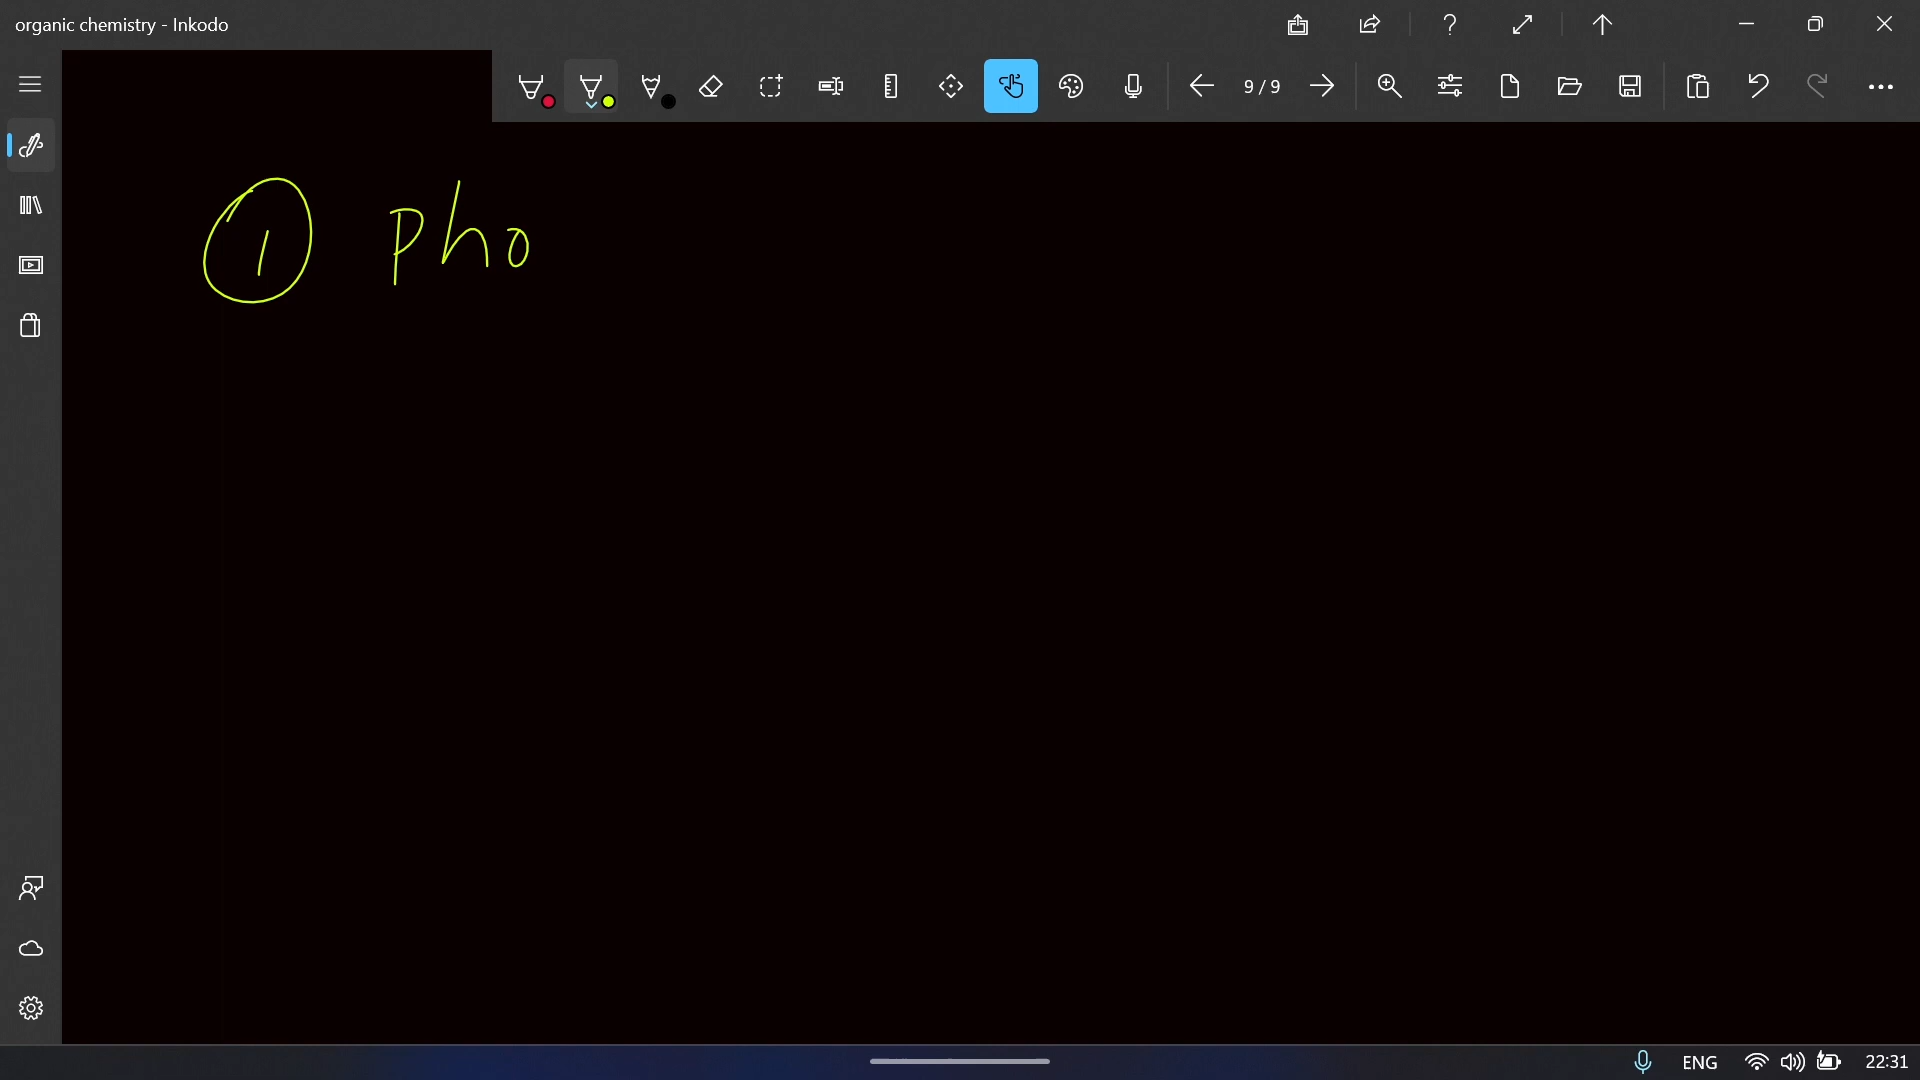 organic chemistry - Inkodo
9 / 9
① pho
ENG 22:31